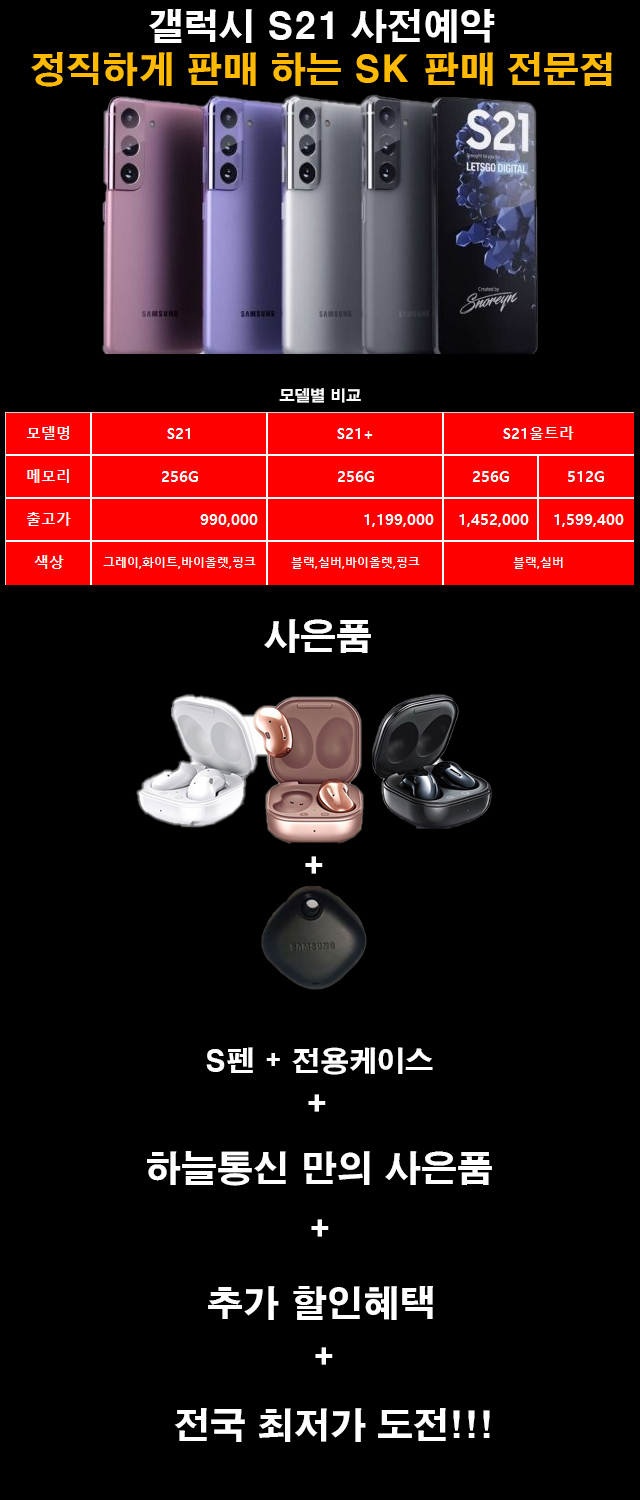 갤럭시 S21 사전예약
정직하게 판매 하는 SK 판매 전문점
S21
LETSGO DIGITAL
Created by
Snoreyn
SAMSUNG SAMSUNG SAMSUNG SAMSUNG
모델별 비교
모델명 S21 S21+ S21울트라
메모리 256G 256G 256G 512G
출고가 990,000 1,199,000 1,452,000 1,599,400
색상 그레이,화이트,바이올렛,핑크 블랙,실버,바이올렛,핑크 블랙,실버
사은품
+
SAMSUNG
S펜 + 전용케이스
+
하늘통신 만의 사은품
+
추가 할인혜택
+
전국 최저가 도전!!!